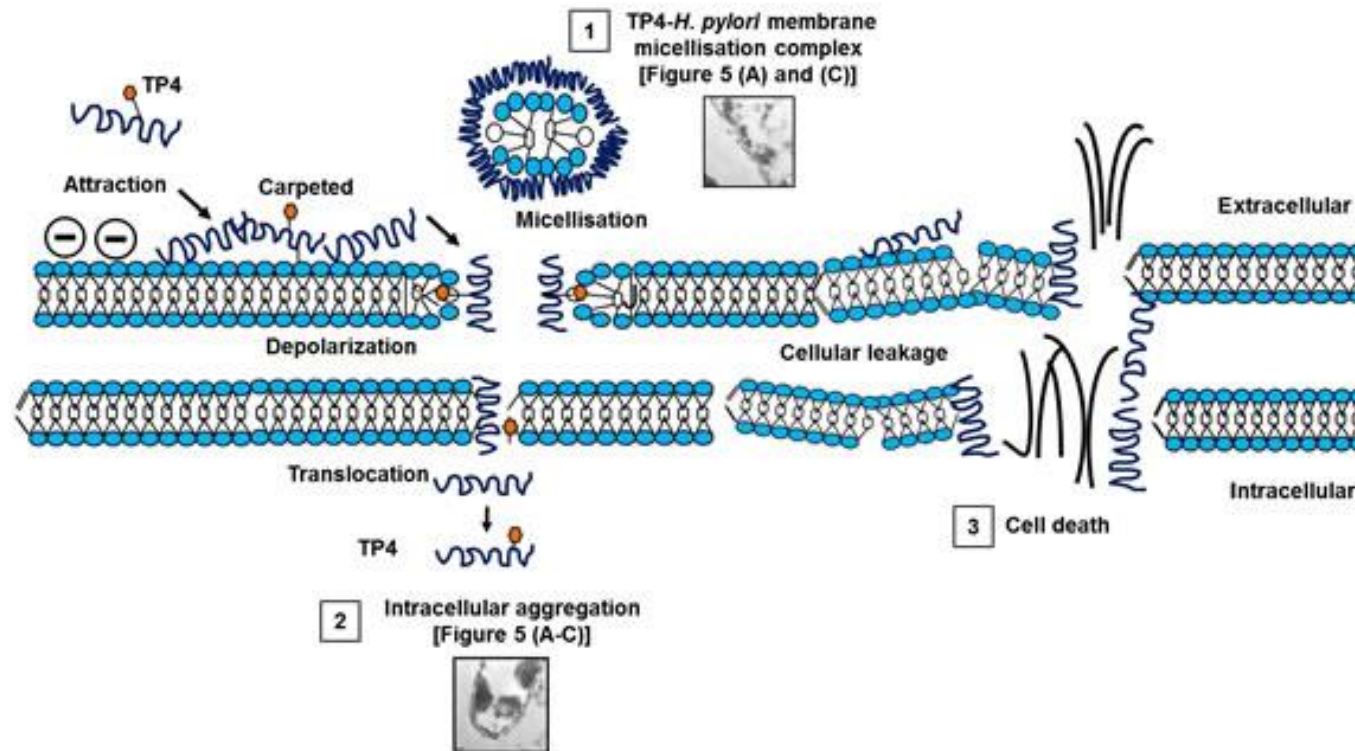 1
TP4-H. pylori membrane
micellisation complex
[Figure 5 (A) and (C)]
TP4
Attraction
Carpeted
Micellisation
Extracellular
Depolarization
Cellular leakage
Translocation
TP4
Intracellular
3
Cell death
2
Intracellular aggregation
[Figure 5 (A-C)]